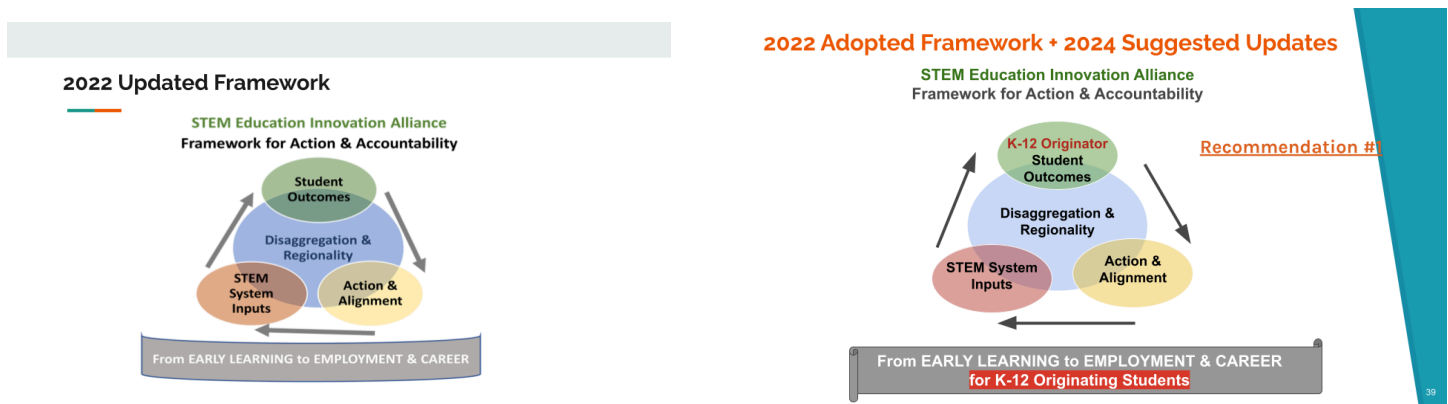 2022 Updated Framework
STEM Education Innovation Alliance
Framework for Action & Accountability
Student
Outcomes
Disaggregation &
Regionality
STEM
System
Inputs
Action &
Alignment
From EARLY LEARNING to EMPLOYMENT & CAREER
2022 Adopted Framework + 2024 Suggested Updates
STEM Education Innovation Alliance
Framework for Action & Accountability
Recommendation #1
K-12 Originator
Student
Outcomes
Disaggregation &
Regionality
STEM System
Inputs
Action &
Alignment
From EARLY LEARNING to EMPLOYMENT & CAREER
for K-12 Originating Students
39